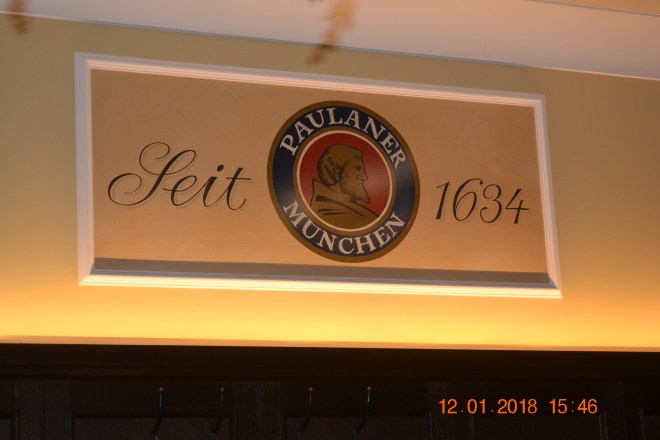 Seit
PAULANER
MÜNCHEN
1634
12.01.2018 15:46